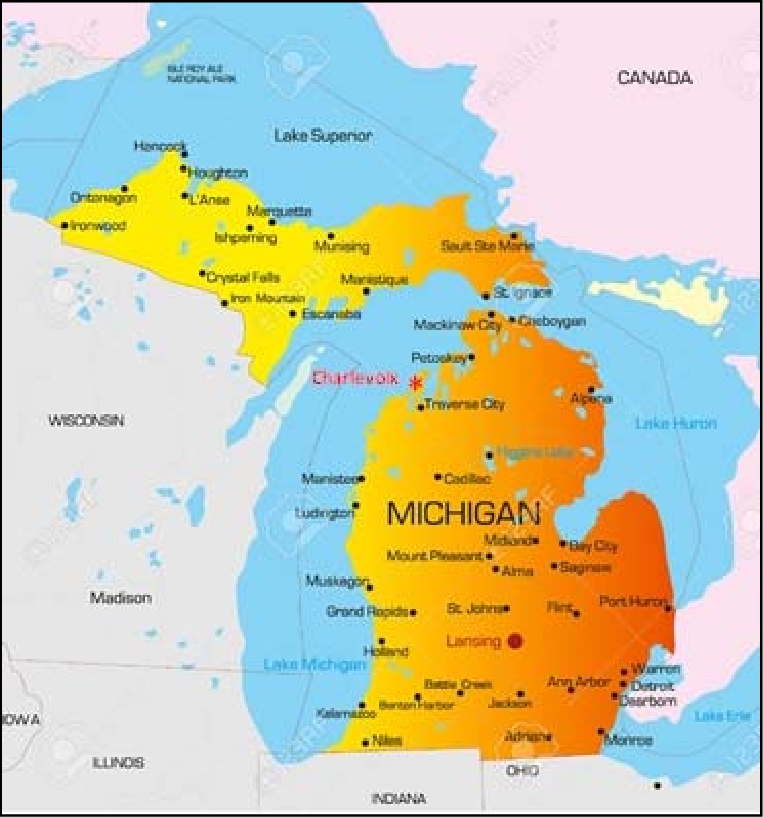 ISLE ROYALE
NATIONAL PARK
CANADA
Lake Superior
Hancock
Houghton
Ontonagon
L'Anse
Marquette
Ironwood
Ishpeming
Munising
Sault Ste Marie
Crystal Falls
Manistique
Iron Mountain
St. Ignace
Escanaba
Mackinaw City
Cheboygan
Petoskey
Charlevoix *
Traverse City
Alpena
WISCONSIN
Lake Huron
Higgins Lake
Manistee
Cadillac
Ludington
MICHIGAN
Midland
Bay City
Mount Pleasant
Alma
Saginaw
Muskegon
Madison
Grand Rapids
St. Johns
Flint
Port Huron
Lansing
Holland
Lake Michigan
Warren
Battle Creek
Ann Arbor
Detroit
Benton Harbor
Jackson
Dearborn
Kalamazoo
Lake Erie
IOWA
Niles
Adrian
Monroe
ILLINOIS
OHIO
INDIANA
123RF